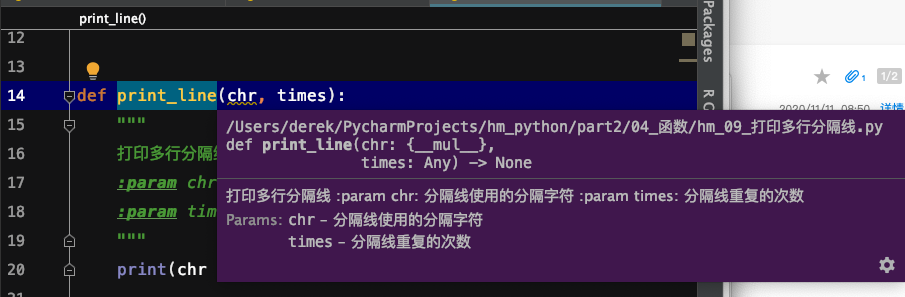 print_line()
Packages
12
13
1/2
1
14 def print_line(chr, times):
2020/11/11 08:50 详情
R
15 """
/Users/derek/PycharmProjects/hm_python/part2/04_函数/hm_09_打印多行分隔线.py
16 打印多行分隔
def print_line(chr: {__mul__},
times: Any) -> None
17 :param chr
打印多行分隔线 :param chr: 分隔线使用的分隔字符 :param times: 分隔线重复的次数
18 :param tim
Params: chr – 分隔线使用的分隔字符
19 """
times – 分隔线重复的次数
20 print(chr